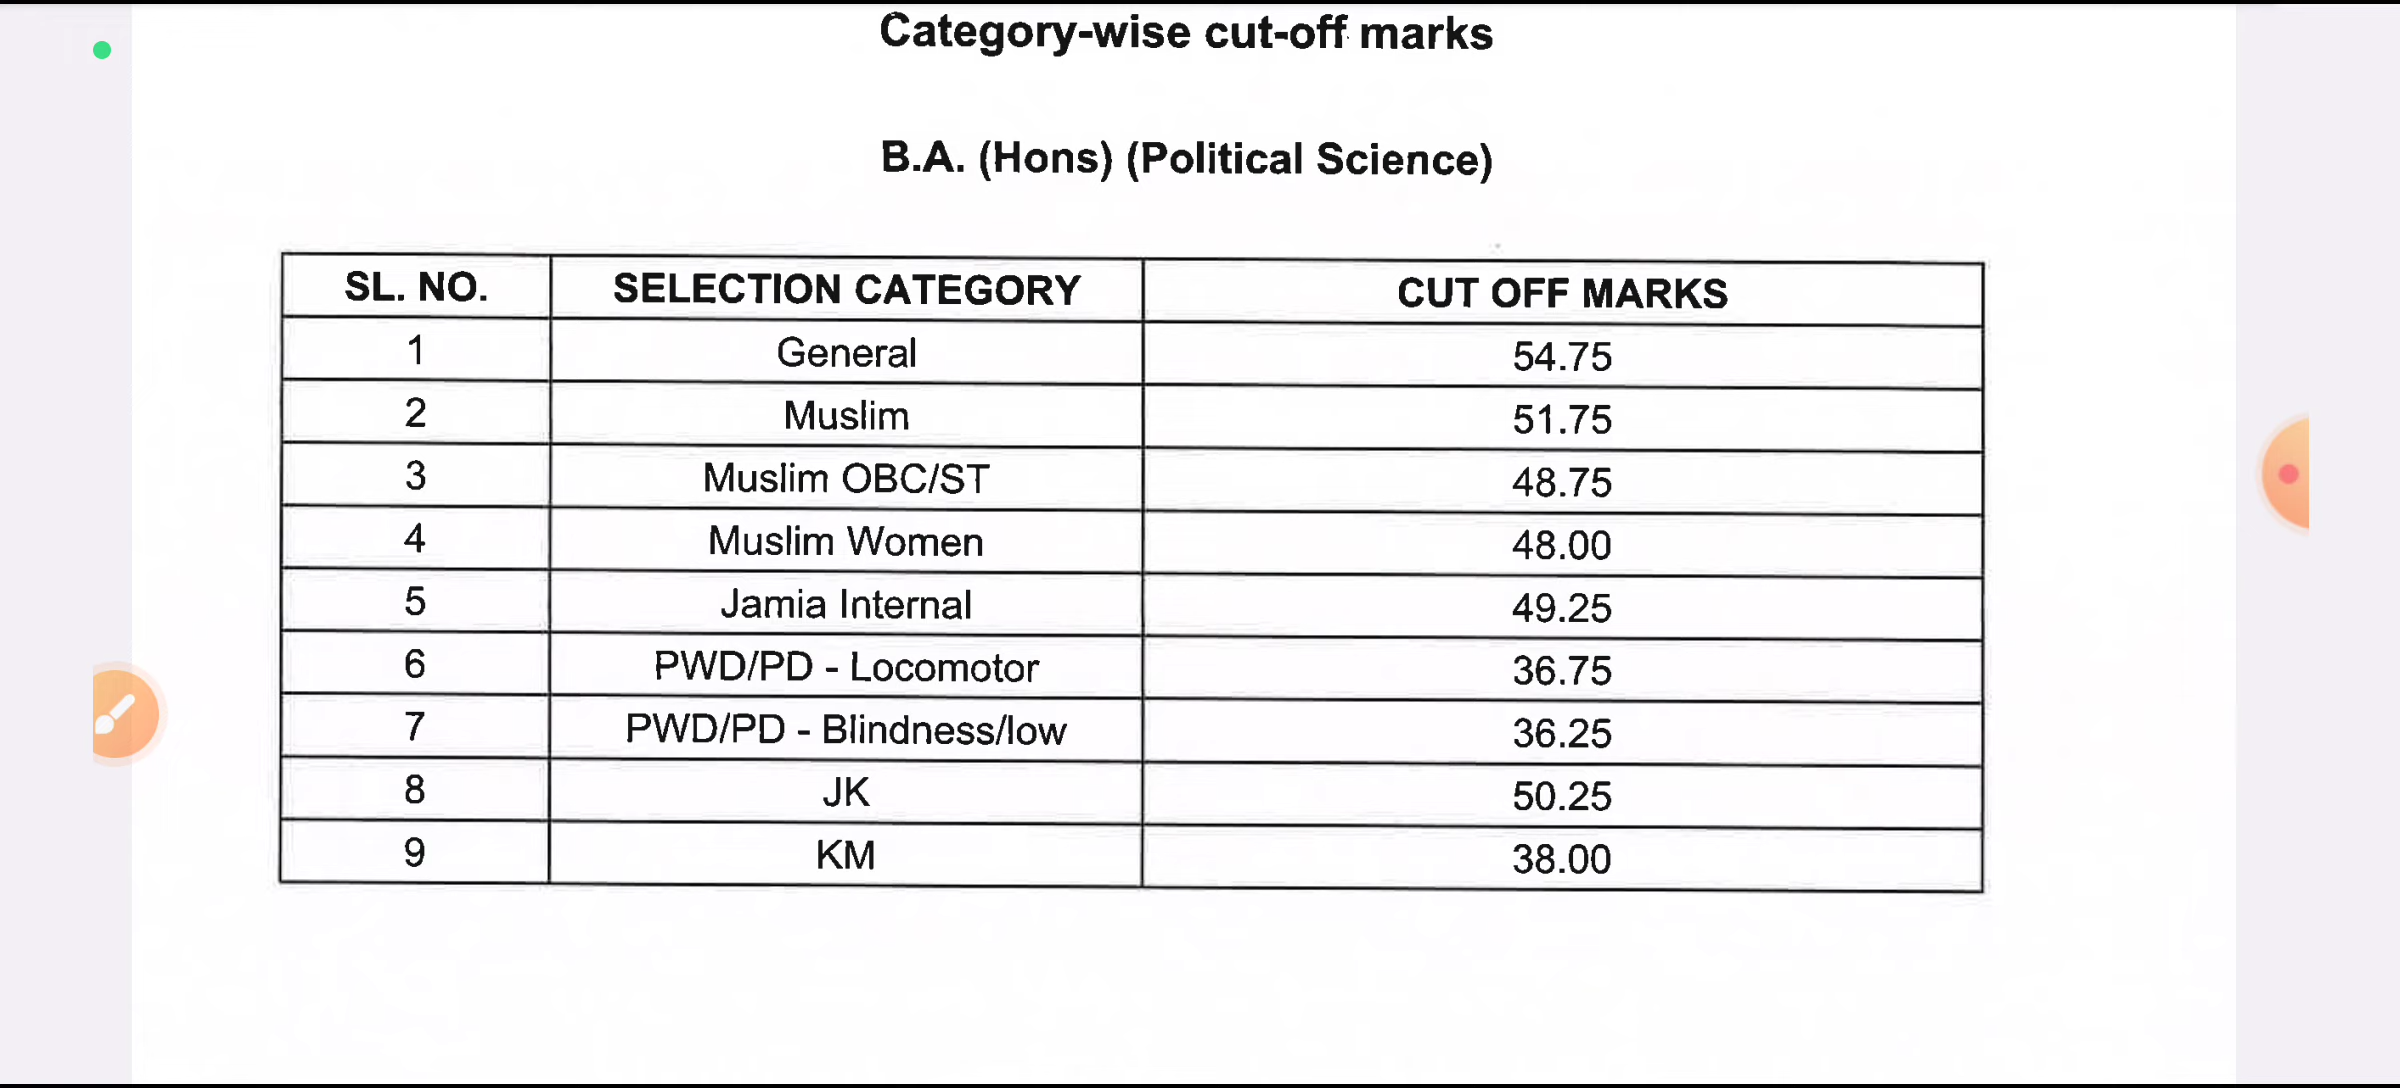 Category-wise cut-off marks
B.A. (Hons) (Political Science)
SL. NO. SELECTION CATEGORY CUT OFF MARKS
1 General 54.75
2 Muslim 51.75
3 Muslim OBC/ST 48.75
4 Muslim Women 48.00
5 Jamia Internal 49.25
6 PWD/PD - Locomotor 36.75
7 PWD/PD - Blindness/low 36.25
8 JK 50.25
9 KM 38.00